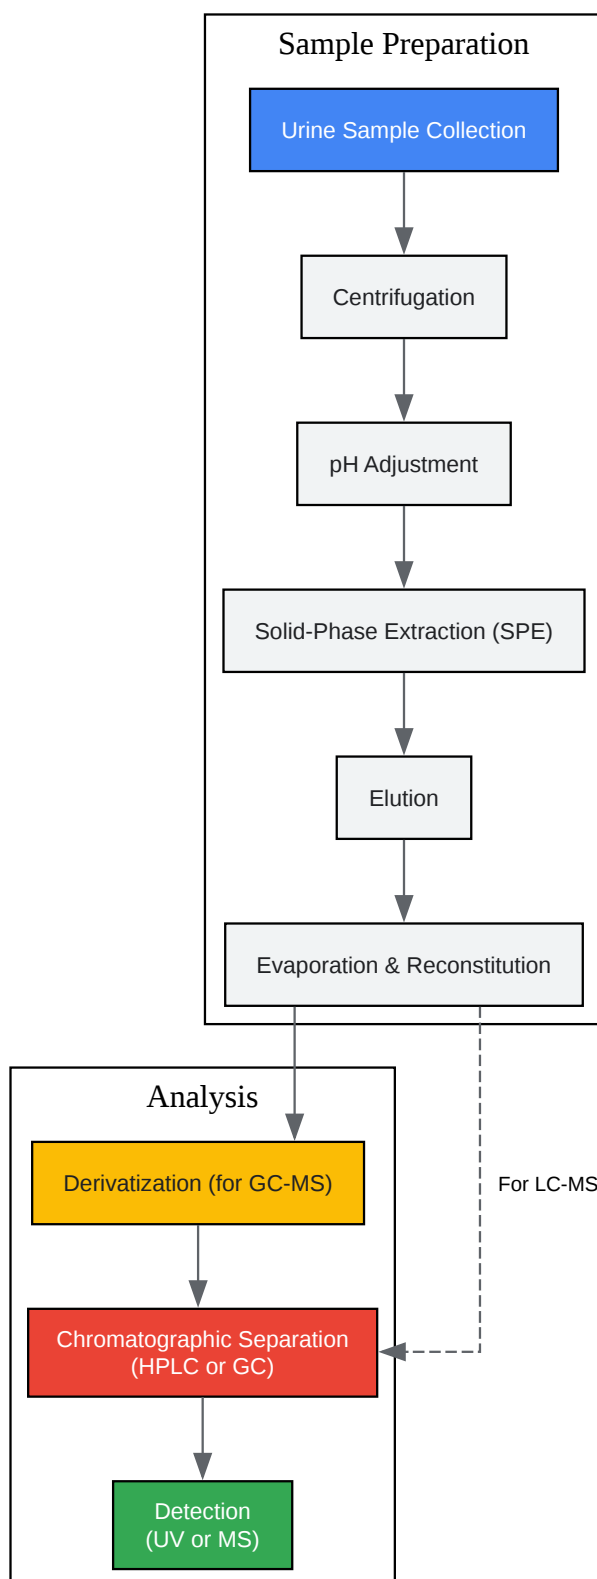 Sample Preparation
Urine Sample Collection
Centrifugation
pH Adjustment
Solid-Phase Extraction (SPE)
Elution
Evaporation & Reconstitution
Analysis
Derivatization (for GC-MS)
For LC-MS
Chromatographic Separation
(HPLC or GC)
Detection
(UV or MS)